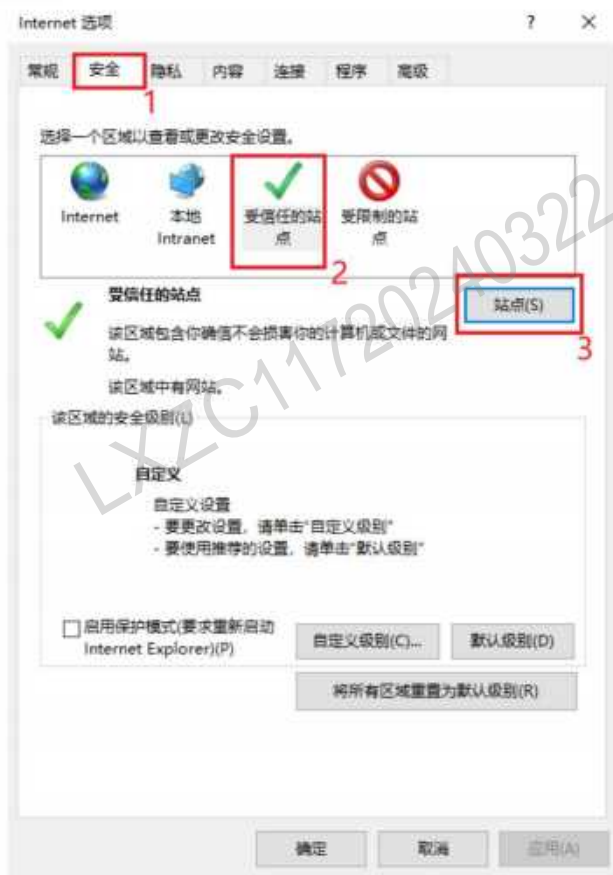 Internet 选项
? ×
常规 安全 隐私 内容 连接 程序 高级
1
选择一个区域以查看或更改安全设置。
Internet
本地
Intranet
受信任的站
点
受限制的站
点
2
受信任的站点
站点(S)
3
该区域包含你确信不会损害你的计算机或文件的网
站。
该区域中有网站。
该区域的安全级别(L)
自定义
自定义设置
- 要更改设置，请单击“自定义级别”
- 要使用推荐的设置，请单击“默认级别”
启用保护模式(要求重新启动
Internet Explorer)(P)
自定义级别(C)...
默认级别(D)
将所有区域重置为默认级别(R)
确定 取消 应用(A)
LXZC11720240322